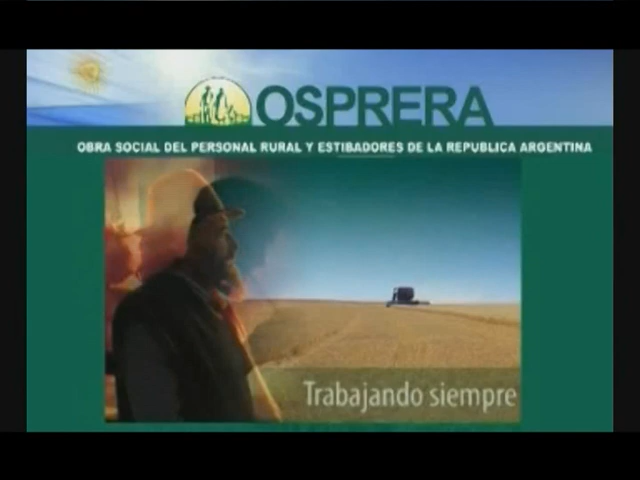 OSPRERA
OBRA SOCIAL DEL PERSONAL RURAL Y ESTIBADORES DE LA REPUBLICA ARGENTINA
Trabajando siempre